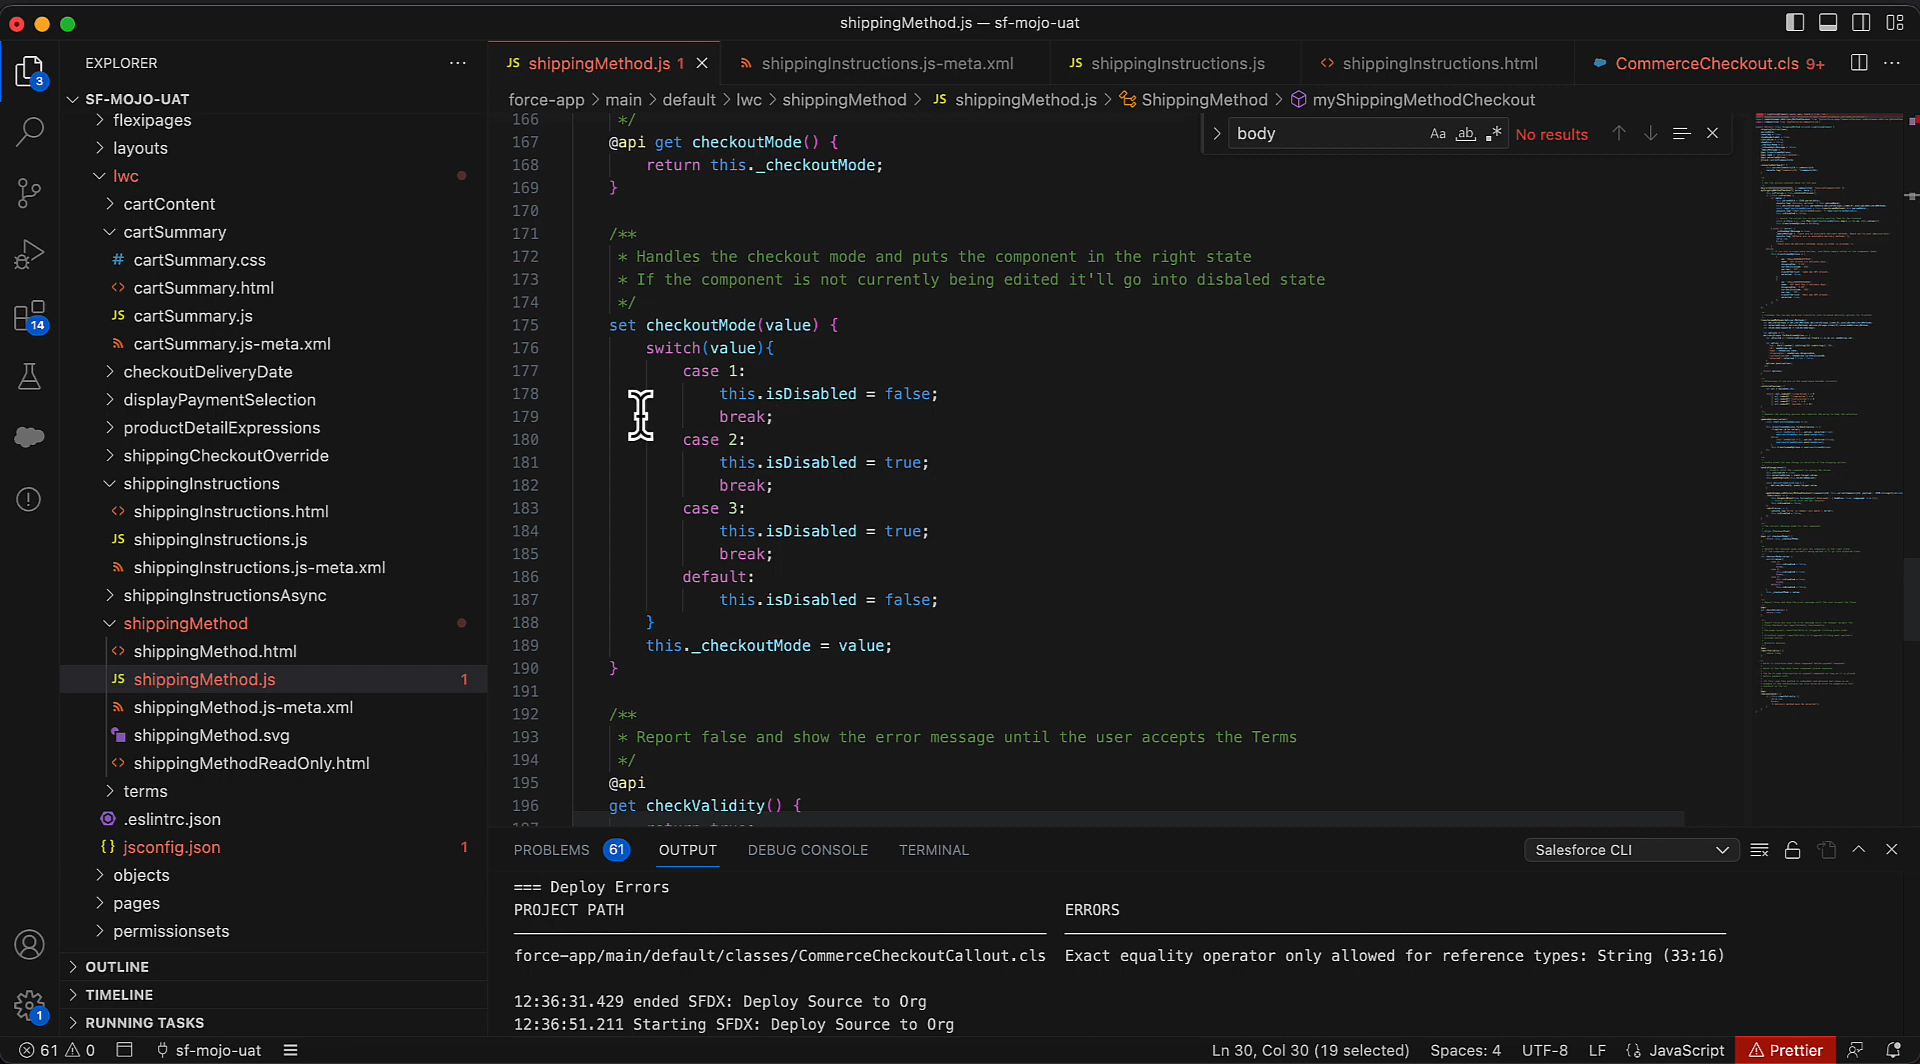 shippingMethod.js — sf-mojo-uat
EXPLORER
SF-MOJO-UAT
flexipages
layouts
lwc
cartContent
cartSummary
cartSummary.css
cartSummary.html
cartSummary.js
cartSummary.js-meta.xml
checkoutDeliveryDate
displayPaymentSelection
productDetailExpressions
shippingCheckoutOverride
shippingInstructions
shippingInstructions.html
shippingInstructions.js
shippingInstructions.js-meta.xml
shippingInstructionsAsync
shippingMethod
shippingMethod.html
shippingMethod.js 1
shippingMethod.js-meta.xml
shippingMethod.svg
shippingMethodReadOnly.html
terms
.eslintrc.json
jsconfig.json 1
objects
pages
permissionsets
OUTLINE
TIMELINE
RUNNING TASKS
3
14
1
JS shippingMethod.js 1
shippingInstructions.js-meta.xml
JS shippingInstructions.js
shippingInstructions.html
CommerceCheckout.cls 9+
force-app > main > default > lwc > shippingMethod > JS shippingMethod.js > ShippingMethod > myShippingMethodCheckout
body Aa ab No results
166 */
167 @api get checkoutMode() {
168 return this._checkoutMode;
169 }
170
171 /**
172 * Handles the checkout mode and puts the component in the right state
173 * If the component is not currently being edited it'll go into disbaled state
174 */
175 set checkoutMode(value) {
176 switch(value){
177 case 1:
178 this.isDisabled = false;
179 break;
180 case 2:
181 this.isDisabled = true;
182 break;
183 case 3:
184 this.isDisabled = true;
185 break;
186 default:
187 this.isDisabled = false;
188 }
189 this._checkoutMode = value;
190 }
191
192 /**
193 * Report false and show the error message until the user accepts the Terms
194 */
195 @api
196 get checkValidity() {
PROBLEMS 61 OUTPUT DEBUG CONSOLE TERMINAL
Salesforce CLI
=== Deploy Errors
PROJECT PATH ERRORS
force-app/main/default/classes/CommerceCheckoutCallout.cls Exact equality operator only allowed for reference types: String (33:16)
12:36:31.429 ended SFDX: Deploy Source to Org
12:36:51.211 Starting SFDX: Deploy Source to Org
61 0 sf-mojo-uat
Ln 30, Col 30 (19 selected) Spaces: 4 UTF-8 LF JavaScript Prettier